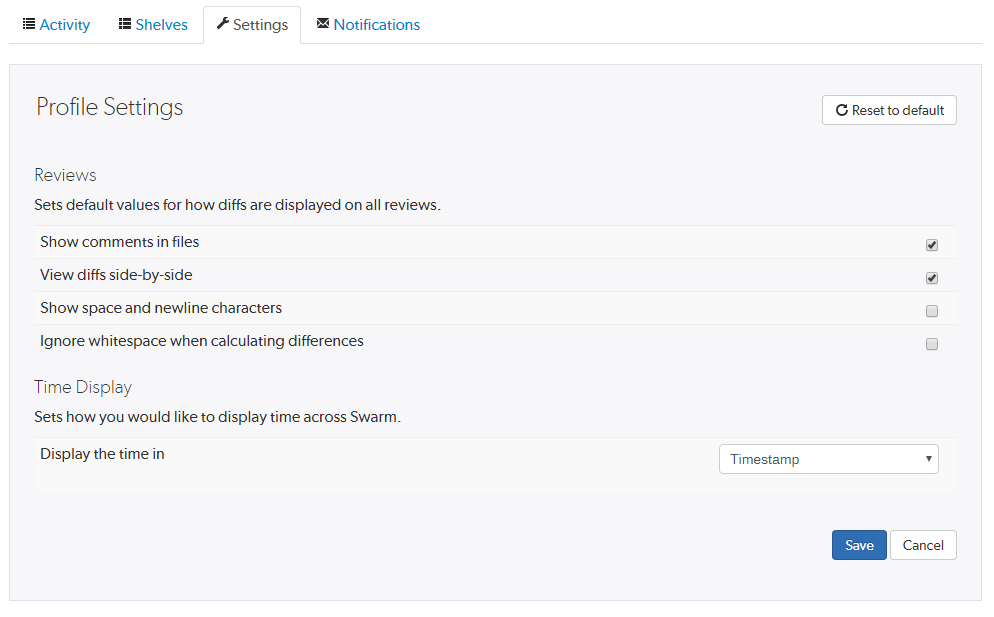 Activity Shelves Settings Notifications
Profile Settings
Reset to default
Reviews
Sets default values for how diffs are displayed on all reviews.
Show comments in files
View diffs side-by-side
Show space and newline characters
Ignore whitespace when calculating differences
Time Display
Sets how you would like to display time across Swarm.
Display the time in Timestamp
Save Cancel